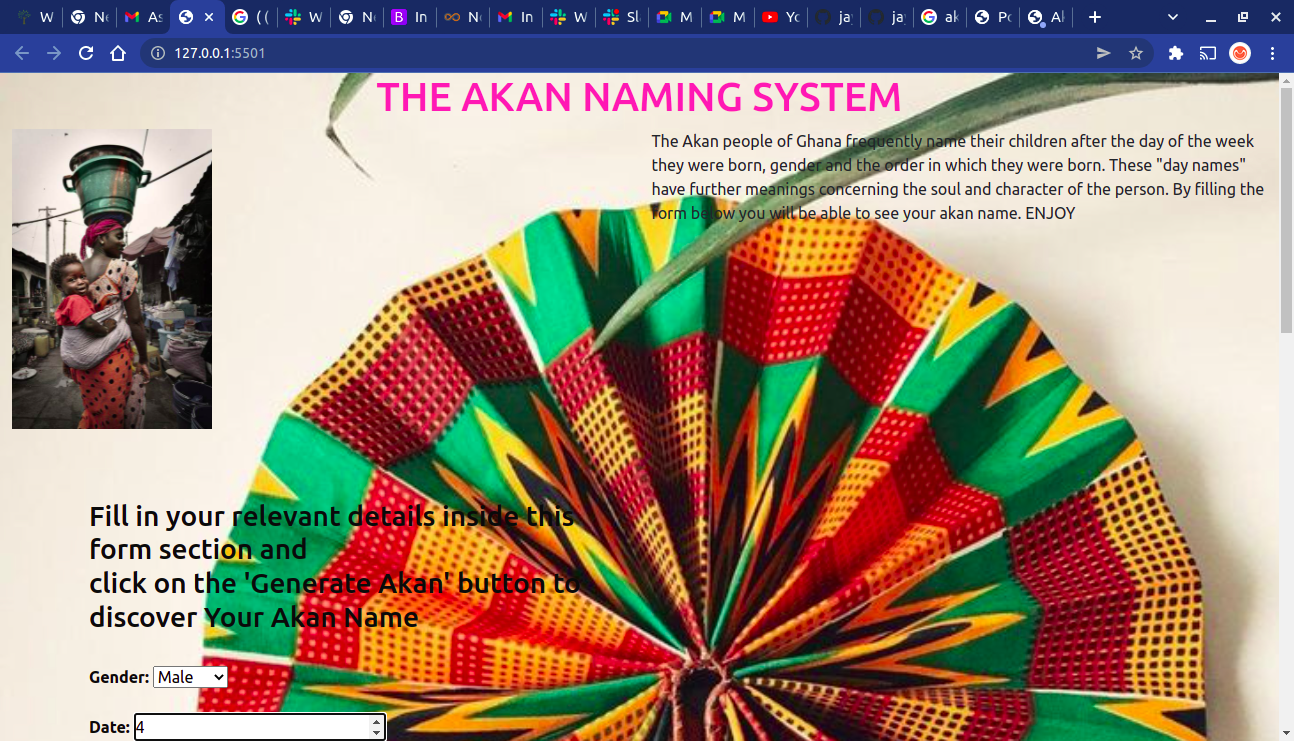 W
Ne
As
( (
W
Ne
In
Ne
In
W
Sl
M
M
Yo
ja
ja
ak
Po
Al
127.0.0.1:5501
THE AKAN NAMING SYSTEM
The Akan people of Ghana frequently name their children after the day of the week
they were born, gender and the order in which they were born. These "day names"
have further meanings concerning the soul and character of the person. By filling the
form below you will be able to see your akan name. ENJOY
Fill in your relevant details inside this
form section and
click on the 'Generate Akan' button to
discover Your Akan Name
Gender: Male
Date: 4